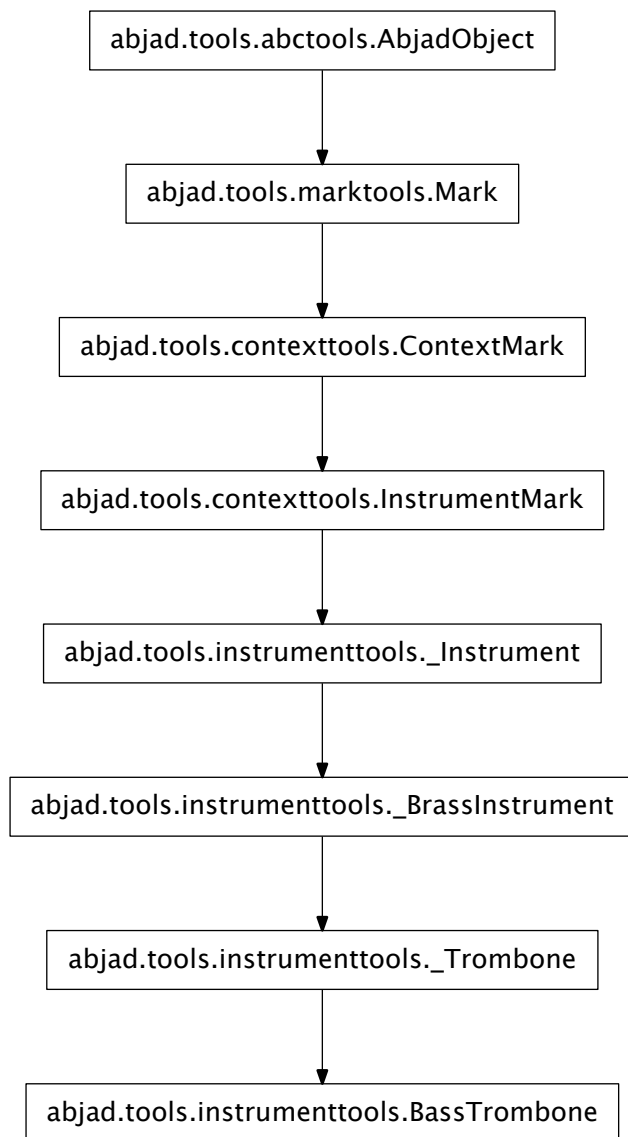 abjad.tools.abctools.AbjadObject
abjad.tools.marktools.Mark
abjad.tools.contexttools.ContextMark
abjad.tools.contexttools.InstrumentMark
abjad.tools.instrumenttools._Instrument
abjad.tools.instrumenttools._BrassInstrument
abjad.tools.instrumenttools._Trombone
abjad.tools.instrumenttools.BassTrombone